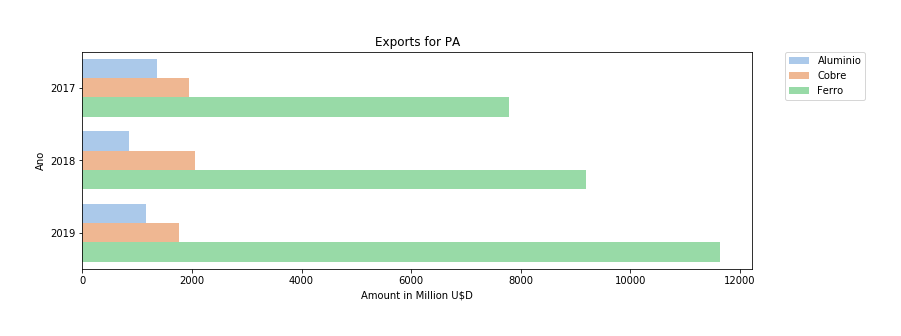 Exports for PA
Aluminio
Cobre
Ferro
Ano
2017
2018
2019
0 2000 4000 6000 8000 10000 12000
Amount in Million U$D